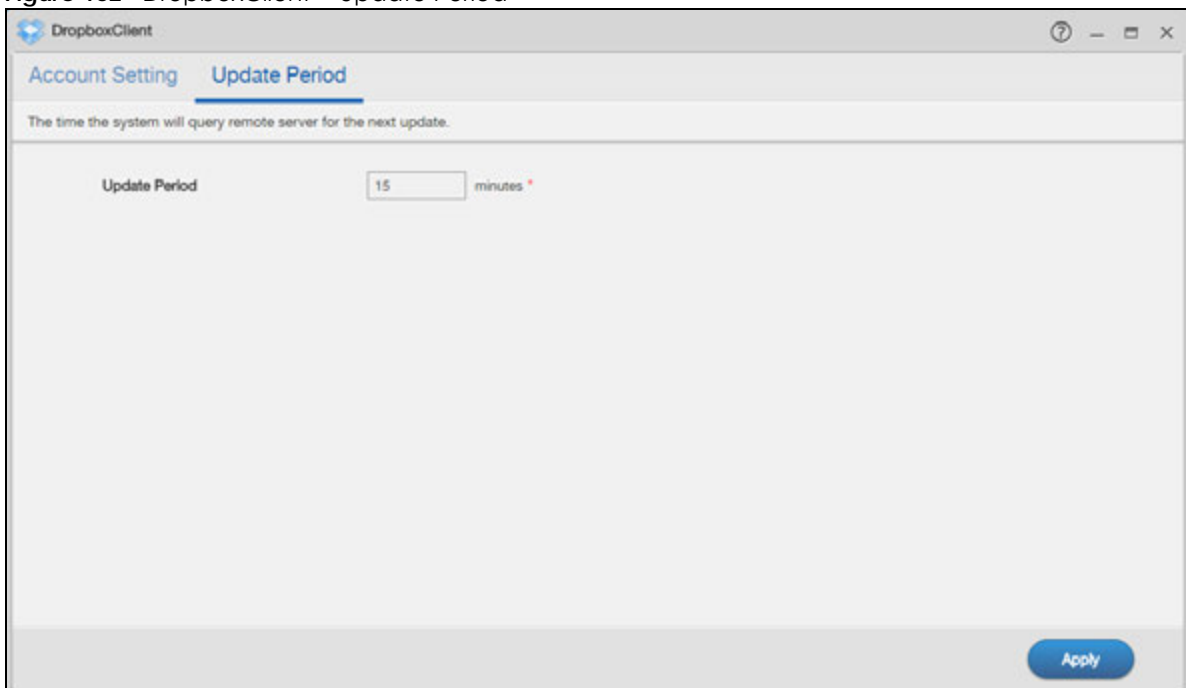 DropboxClient
Account Setting Update Period
The time the system will query remote server for the next update.
Update Period 15 minutes *
Apply